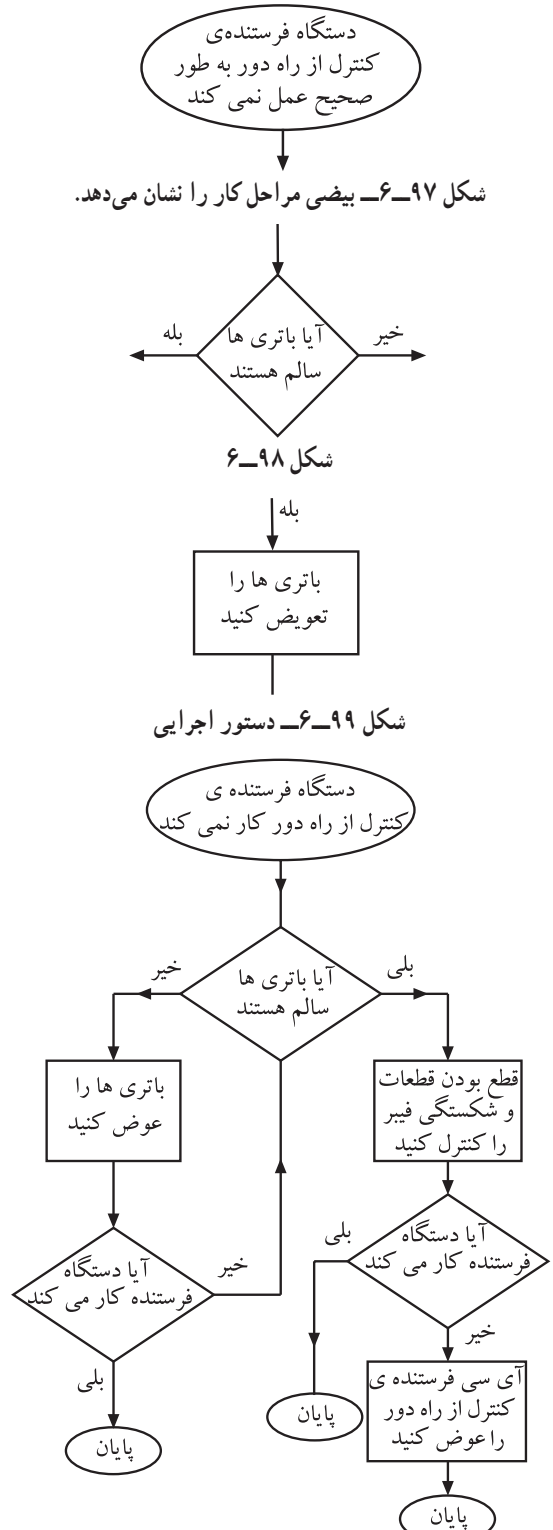 دستگاه فرستنده‌ی
کنترل از راه دور به طور
صحیح عمل نمی کند
شکل ۹۷ــ۶ــ بیضی مراحل کار را نشان می‌دهد.
خیر
بله
آیا باتری ها
سالم هستند
شکل ۹۸ــ۶
بله
باتری ها را
تعویض کنید
شکل ۹۹ــ۶ــ دستور اجرایی
دستگاه فرستنده ی
کنترل از راه دور کار نمی کند
بلی
خیر
آیا باتری ها
سالم هستند
قطع بودن قطعات
و شکستگی فیبر
را کنترل کنید
باتری ها را
عوض کنید
آیا دستگاه
فرستنده کار می کند
بلی
خیر
آیا دستگاه
فرستنده کار می کند
خیر
بلی
آی سی فرستنده ی
کنترل از راه دور
را عوض کنید
پایان
پایان
پایان